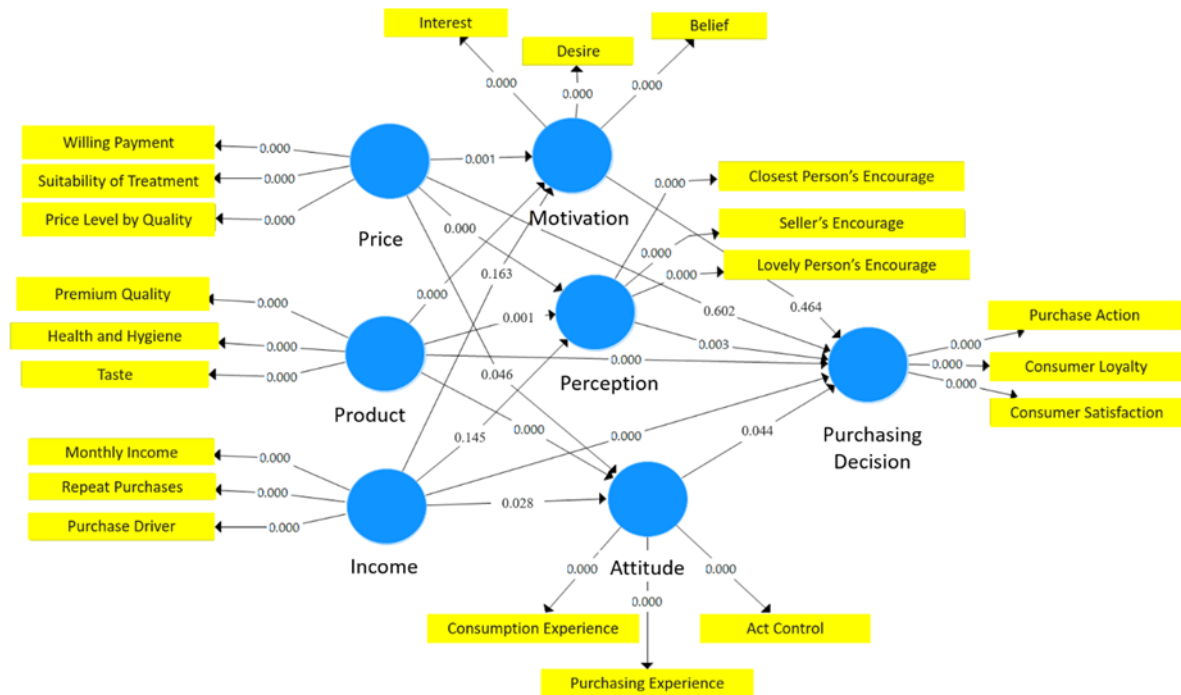 Interest
Belief
Desire
0.000
0.000
0.000
Willing Payment
0.000
Suitability of Treatment
0.000
Price Level by Quality
0.000
Price
0.001
Motivation
0.000
Closest Person's Encourage
0.000
Seller's Encourage
0.000
Lovely Person's Encourage
0.000
0.163
Premium Quality
0.000
Health and Hygiene
0.000
Taste
0.000
Product
0.000
0.001
Perception
0.602
0.464
0.003
0.000
0.046
Purchase Action
0.000
Consumer Loyalty
0.000
Consumer Satisfaction
0.000
Purchasing
Decision
0.145
0.000
0.000
0.044
Monthly Income
0.000
Repeat Purchases
0.000
Purchase Driver
0.000
Income
0.028
Attitude
0.000
0.000
0.000
Consumption Experience
Act Control
Purchasing Experience